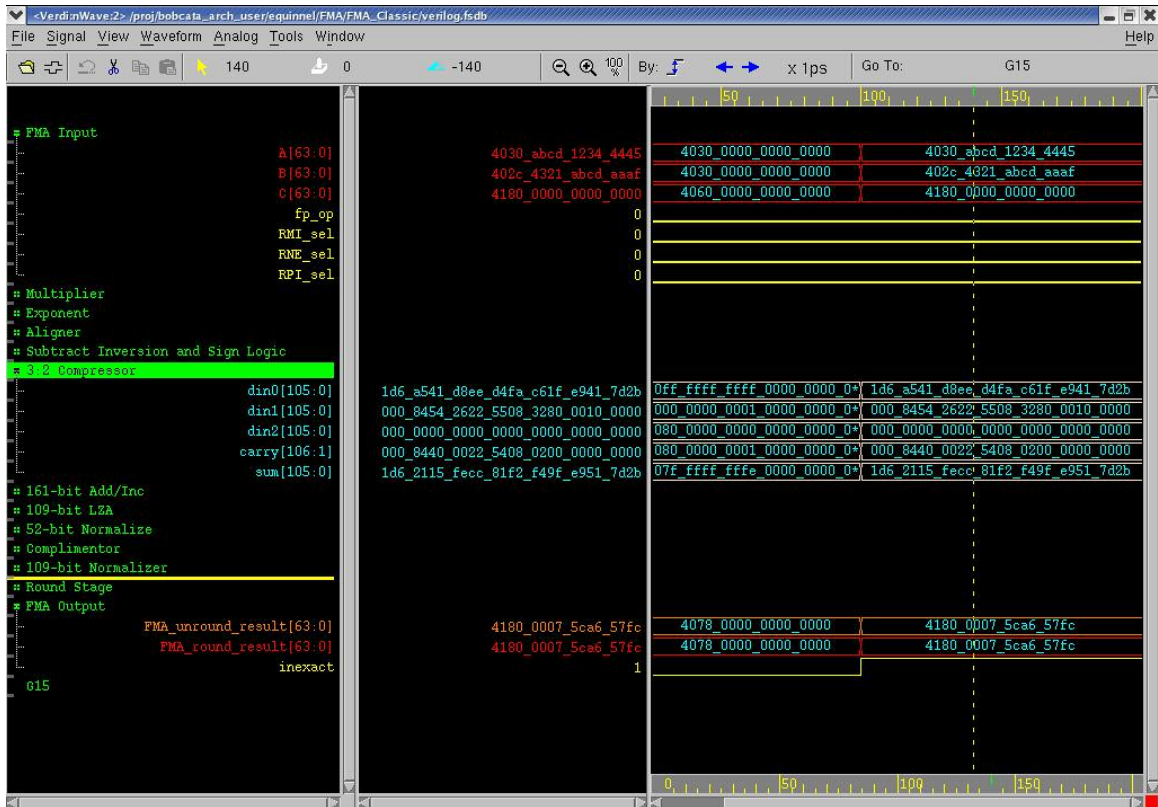 <Verdi:nWave:2> /proj/bobcata_arch_user/equinnel/FMA/FMA_Classic/verilog.fsdb
File Signal View Waveform Analog Tools Window Help
140 0 -140 100 % By: x 1ps Go To: G15
50 100 150
FMA Input
A[63:0] 4030_abcd_1234_4445 4030_0000_0000_0000 4030_abcd_1234_4445
B[63:0] 402c_4321_abcd_aaaf 4030_0000_0000_0000 402c_4321_abcd_aaaf
C[63:0] 4180_0000_0000_0000 4060_0000_0000_0000 4180_0000_0000_0000
fp_op 0
RMI_sel 0
RNE_sel 0
RPI_sel 0
Multiplier
Exponent
Aligner
Subtract Inversion and Sign Logic
3:2 Compressor
din0[105:0] 1d6_a541_d8ee_d4fa_c61f_e941_7d2b 0ff_ffff_ffff_0000_0000_0* 1d6_a541_d8ee_d4fa_c61f_e941_7d2b
din1[105:0] 000_8454_2622_5508_3280_0010_0000 000_0000_0001_0000_0000_0* 000_8454_2622_5508_3280_0010_0000
din2[105:0] 000_0000_0000_0000_0000_0000_0000 080_0000_0000_0000_0000_0* 000_0000_0000_0000_0000_0000_0000
carry[106:1] 000_8440_0022_5408_0200_0000_0000 080_0000_0001_0000_0000_0* 000_8440_0022_5408_0200_0000_0000
sum[105:0] 1d6_2115_fecc_81f2_f49f_e951_7d2b 07f_ffff_fffe_0000_0000_0* 1d6_2115_fecc_81f2_f49f_e951_7d2b
161-bit Add/Inc
109-bit LZA
52-bit Normalize
Complimentor
109-bit Normalizer
Round Stage
FMA Output
FMA_unround_result[63:0] 4180_0007_5ca6_57fc 4078_0000_0000_0000 4180_0007_5ca6_57fc
FMA_round_result[63:0] 4180_0007_5ca6_57fc 4078_0000_0000_0000 4180_0007_5ca6_57fc
inexact 1
G15
0 50 100 150